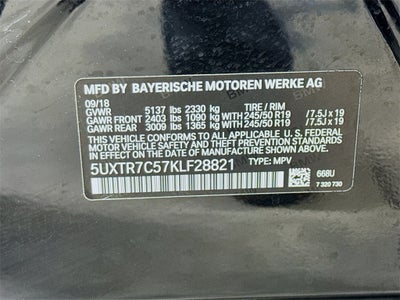 MFD BY BAYERISCHE MOTOREN WERKE AG
09/18
GVWR 5137 lbs 2330 kg TIRE / RIM
GAWR FRONT 2403 lbs 1090 kg WITH 245/50 R19 /7.5J x 19
GAWR REAR 3009 lbs 1365 kg WITH 245/50 R19 /7.5J x 19
THIS VEHICLE CONFORMS TO ALL APPLICABLE U.S. FEDERAL
MOTOR VEHICLE SAFETY STANDARDS IN EFFECT ON
THE DATE OF MANUFACTURE SHOWN ABOVE.
5UXTR7C57KLF28821 TYPE: MPV
668U
7 320 730